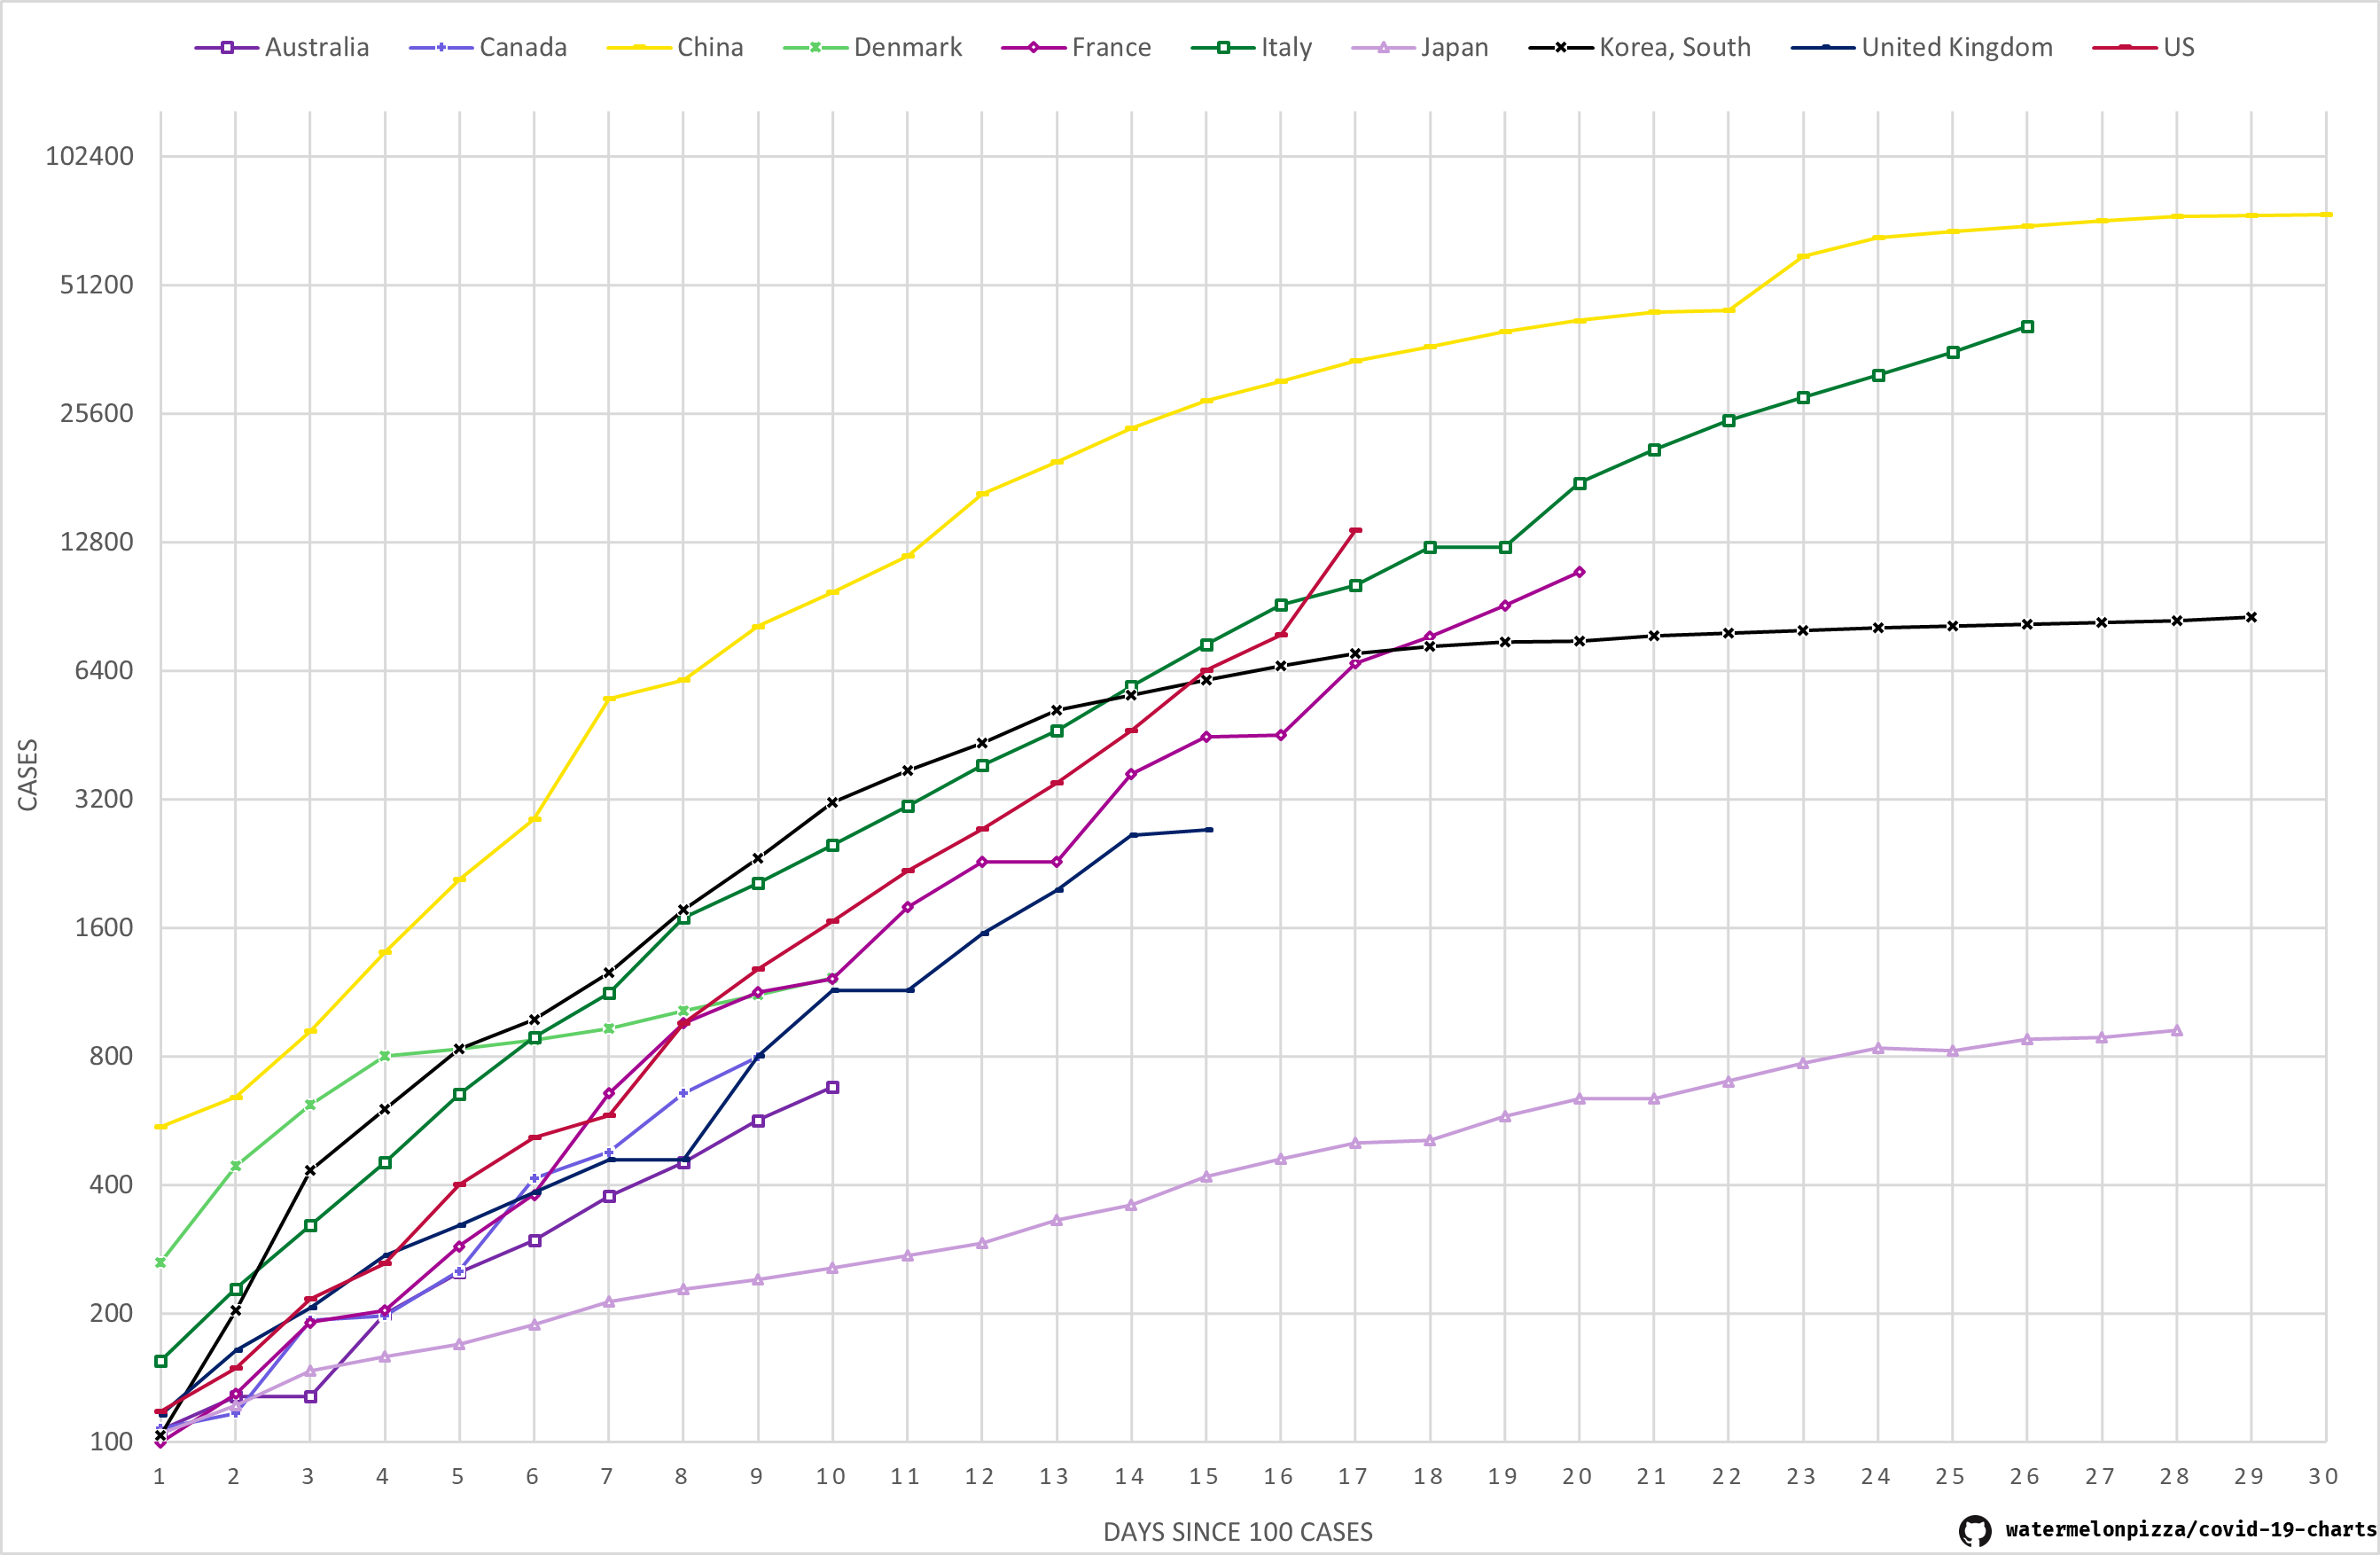 Australia Canada China Denmark France Italy Japan Korea, South United Kingdom US
102400
51200
25600
12800
6400
3200
1600
800
400
200
100
CASES
1 2 3 4 5 6 7 8 9 10 11 12 13 14 15 16 17 18 19 20 21 22 23 24 25 26 27 28 29 30
DAYS SINCE 100 CASES
watermelonpizza/covid-19-charts